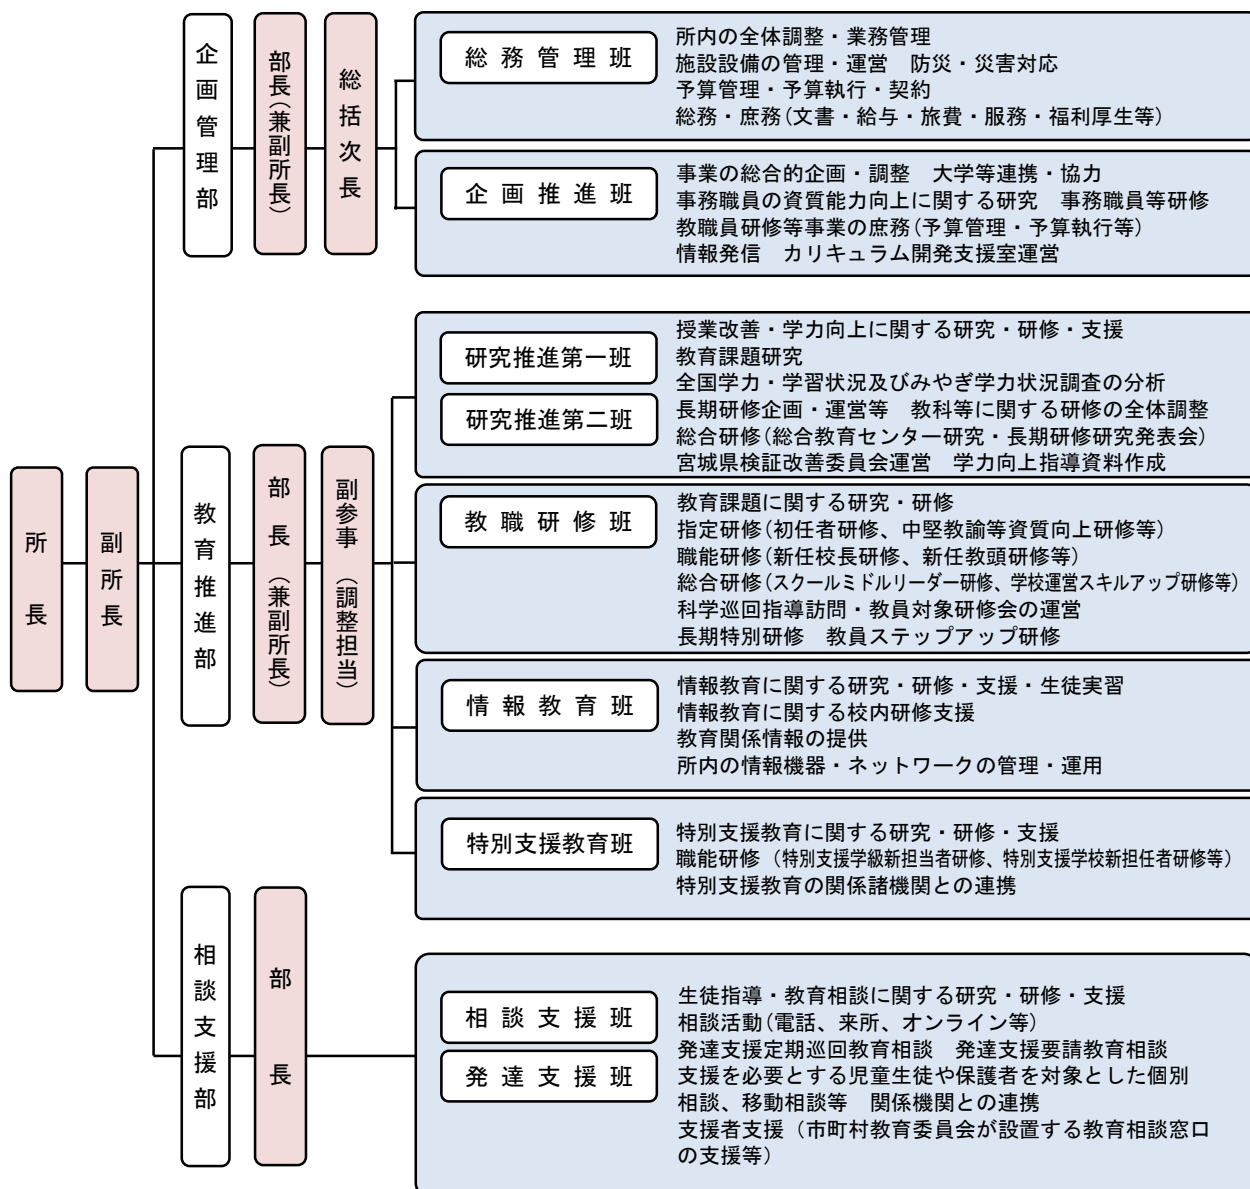 所長
副所長
企画管理部
部長(兼副所長)
総括次長
総務管理班
所内の全体調整・業務管理
施設設備の管理・運営　防災・災害対応
予算管理・予算執行・契約
総務・庶務(文書・給与・旅費・服務・福利厚生等)
企画推進班
事業の総合的企画・調整　大学等連携・協力
事務職員の資質能力向上に関する研究　事務職員等研修
教職員研修等事業の庶務(予算管理・予算執行等)
情報発信　カリキュラム開発支援室運営
教育推進部
部長（兼副所長）
副参事（調整担当）
研究推進第一班
研究推進第二班
授業改善・学力向上に関する研究・研修・支援
教育課題研究
全国学力・学習状況及びみやぎ学力状況調査の分析
長期研修企画・運営等　教科等に関する研修の全体調整
総合研修(総合教育センター研究・長期研修研究発表会)
宮城県検証改善委員会運営　学力向上指導資料作成
教職研修班
教育課題に関する研究・研修
指定研修(初任者研修、中堅教諭等資質向上研修等)
職能研修(新任校長研修、新任教頭研修等)
総合研修(スクールミドルリーダー研修、学校運営スキルアップ研修等)
科学巡回指導訪問・教員対象研修会の運営
長期特別研修　教員ステップアップ研修
情報教育班
情報教育に関する研究・研修・支援・生徒実習
情報教育に関する校内研修支援
教育関係情報の提供
所内の情報機器・ネットワークの管理・運用
特別支援教育班
特別支援教育に関する研究・研修・支援
職能研修（特別支援学級新担当者研修、特別支援学校新担任者研修等）
特別支援教育の関係諸機関との連携
相談支援部
部長
相談支援班
発達支援班
生徒指導・教育相談に関する研究・研修・支援
相談活動(電話、来所、オンライン等)
発達支援定期巡回教育相談　発達支援要請教育相談
支援を必要とする児童生徒や保護者を対象とした個別
相談、移動相談等　関係機関との連携
支援者支援（市町村教育委員会が設置する教育相談窓口
の支援等）